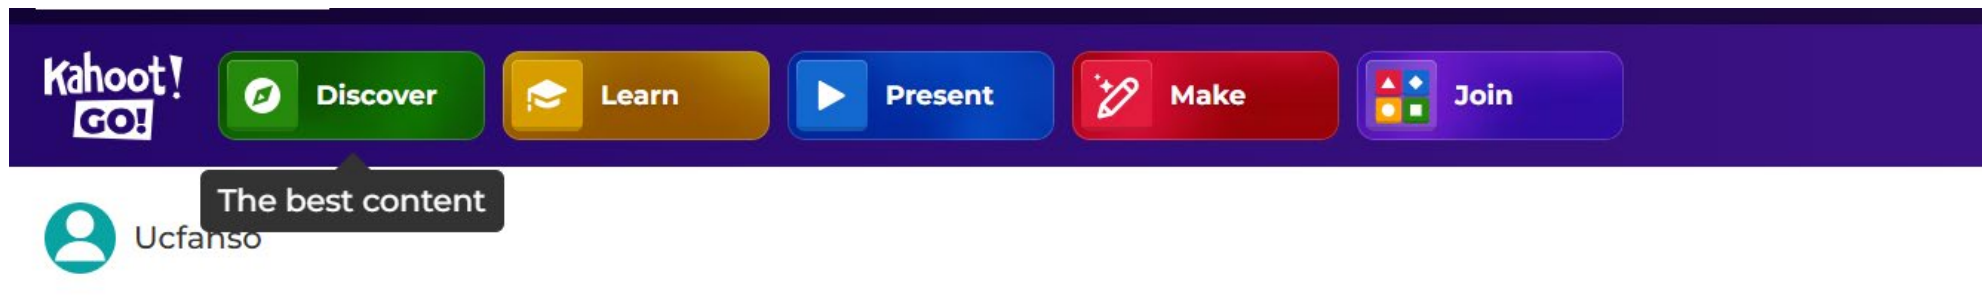 Kahoot!
GO!
Discover
Learn
Present
Make
Join
The best content
Ucfanso